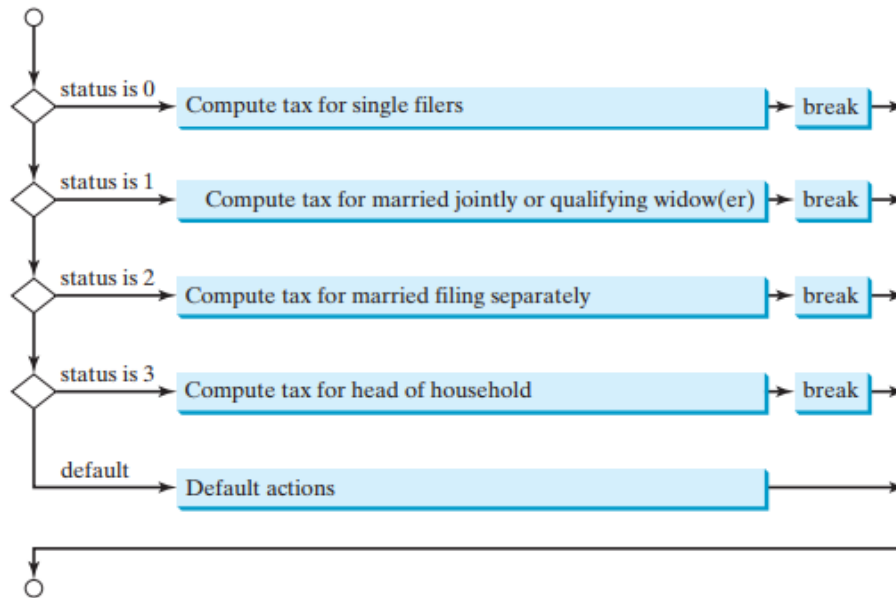 status is 0
Compute tax for single filers
break
status is 1
Compute tax for married jointly or qualifying widow(er)
break
status is 2
Compute tax for married filing separately
break
status is 3
Compute tax for head of household
break
default
Default actions